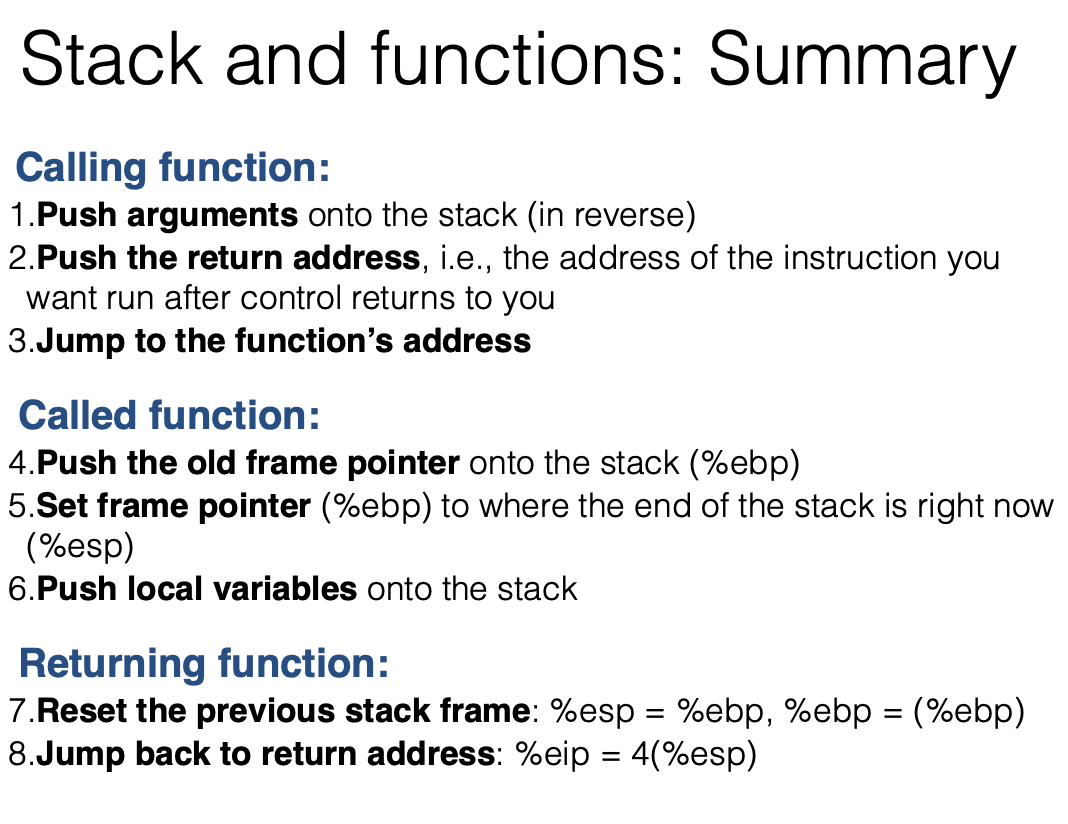 Stack and functions: Summary
Calling function:
1.Push arguments onto the stack (in reverse)
2.Push the return address, i.e., the address of the instruction you
want run after control returns to you
3.Jump to the function’s address
Called function:
4.Push the old frame pointer onto the stack (%ebp)
5.Set frame pointer (%ebp) to where the end of the stack is right now
(%esp)
6.Push local variables onto the stack
Returning function:
7.Reset the previous stack frame: %esp = %ebp, %ebp = (%ebp)
8.Jump back to return address: %eip = 4(%esp)